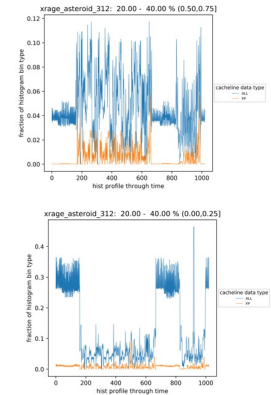 xrage_asteroid_312: 20.00 - 40.00 % (0.50,0.75]
0.12
0.10
0.08
0.06
0.04
0.02
0.00
fraction of histogram bin type
0 200 400 600 800 1000
hist profile through time
cacheline data type
ALL
FP
xrage_asteroid_312: 20.00 - 40.00 % (0.00,0.25]
0.4
0.3
0.2
0.1
0.0
fraction of histogram bin type
0 200 400 600 800 1000
hist profile through time
cacheline data type
ALL
FP